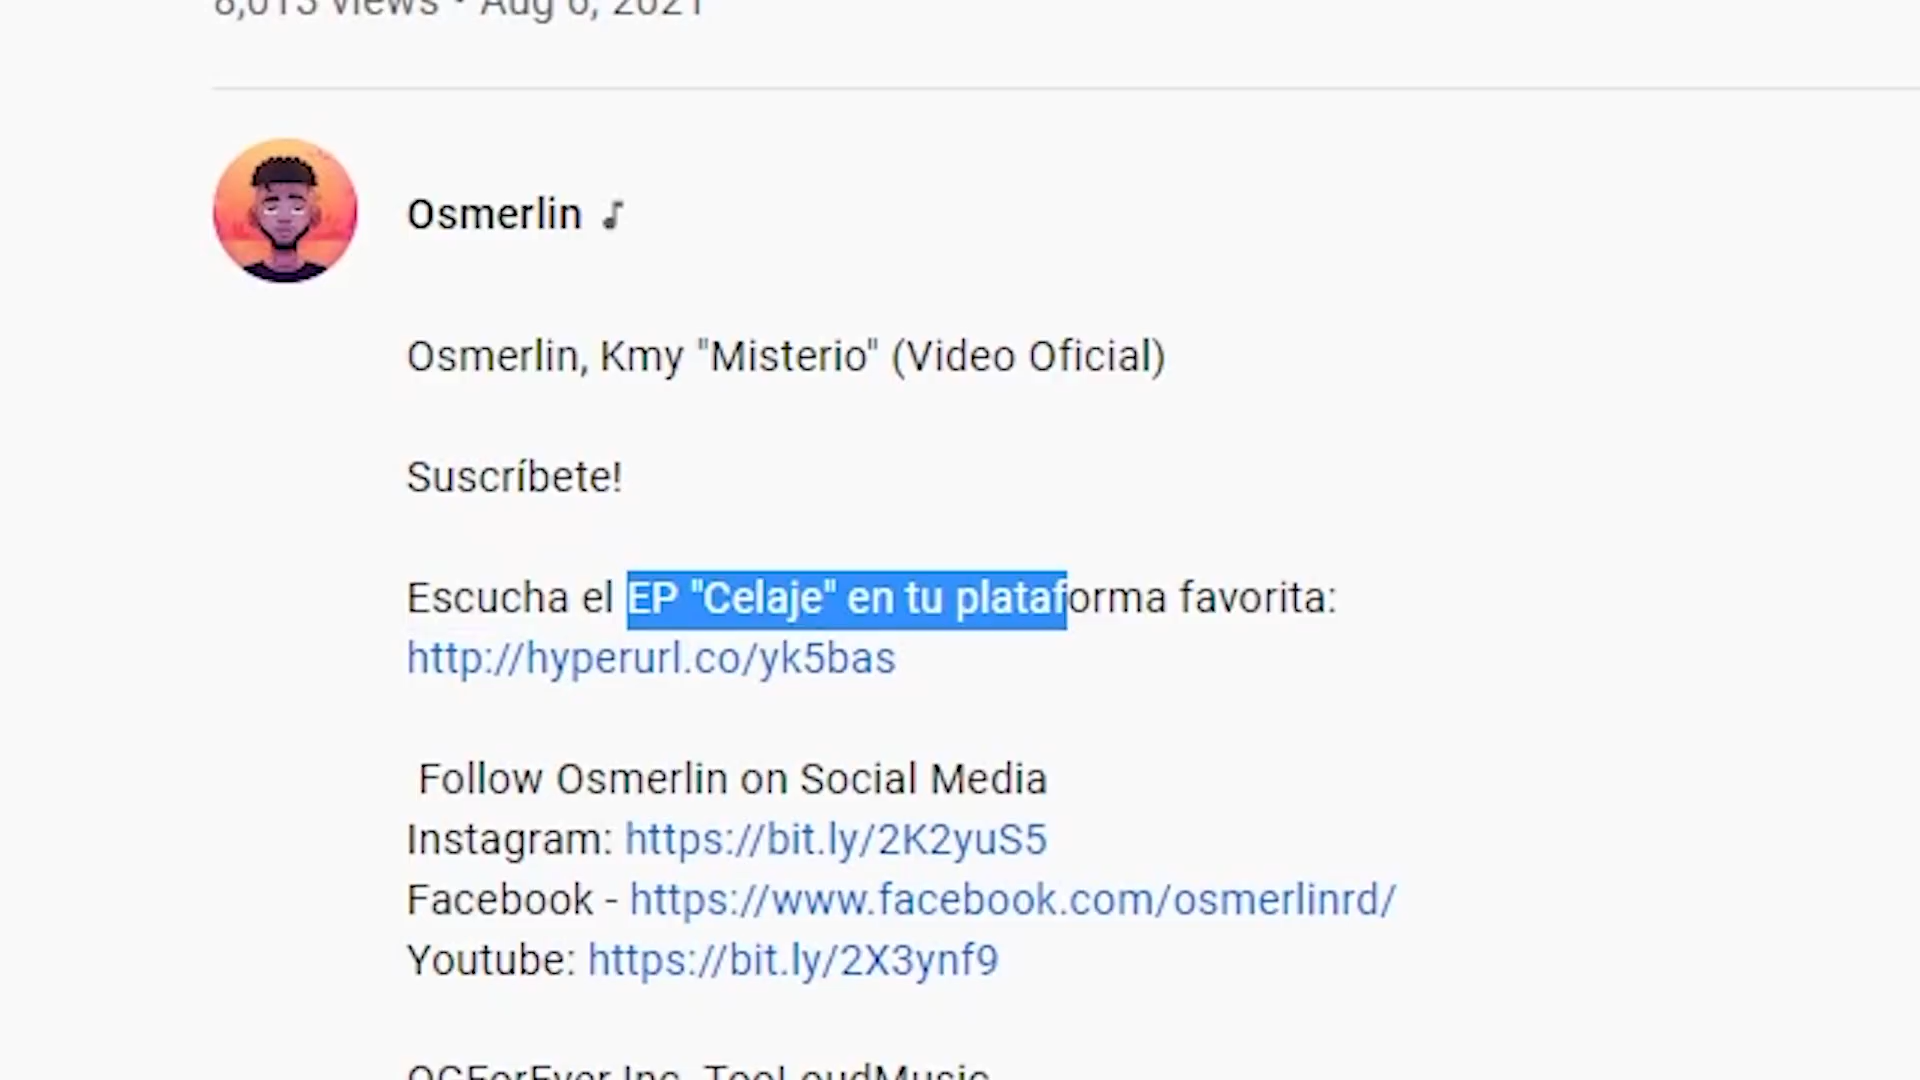 8,013 views • Aug 6, 2021
Osmerlin
Osmerlin, Kmy "Misterio" (Video Oficial)
Suscríbete!
Escucha el EP "Celaje" en tu plataforma favorita:
http://hyperurl.co/yk5bas
Follow Osmerlin on Social Media
Instagram: https://bit.ly/2K2yuS5
Facebook - https://www.facebook.com/osmerlinrd/
Youtube: https://bit.ly/2X3ynf9
OGForEver Inc. TooLoudMusic